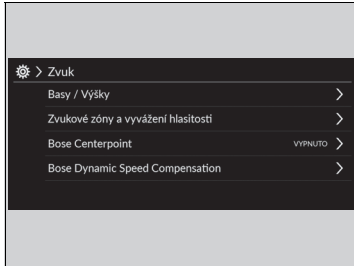 > Zvuk
Basy / Výšky >
Zvukové zóny a vyvážení hlasitosti >
Bose Centerpoint VYPNUTO >
Bose Dynamic Speed Compensation >